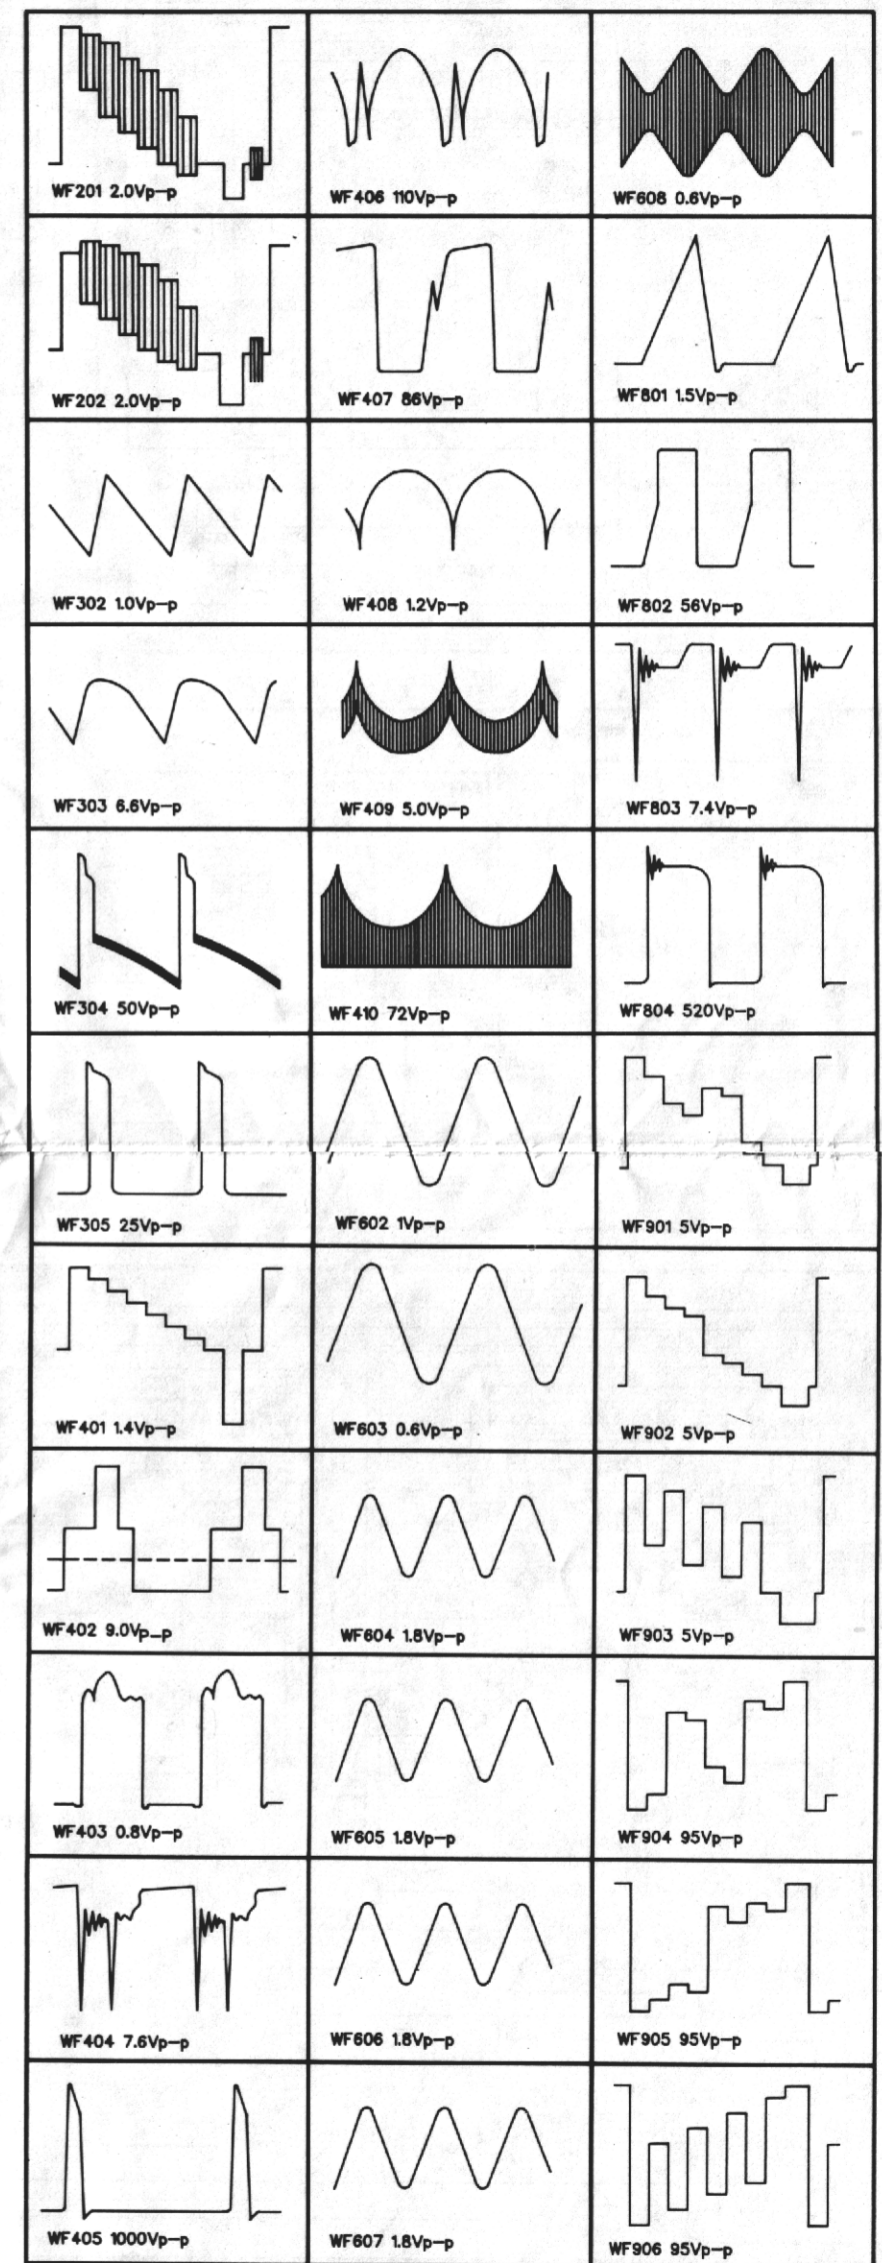 WF201 2.0Vp-p
WF406 110Vp-p
WF608 0.6Vp-p
WF202 2.0Vp-p
WF407 86Vp-p
WF801 1.5Vp-p
WF302 1.0Vp-p
WF408 1.2Vp-p
WF802 56Vp-p
WF303 6.6Vp-p
WF409 5.0Vp-p
WF803 7.4Vp-p
WF304 50Vp-p
WF410 72Vp-p
WF804 520Vp-p
WF305 25Vp-p
WF602 1Vp-p
WF901 5Vp-p
WF401 1.4Vp-p
WF603 0.6Vp-p
WF902 5Vp-p
WF402 9.0Vp-p
WF604 1.8Vp-p
WF903 5Vp-p
WF403 0.8Vp-p
WF605 1.8Vp-p
WF904 95Vp-p
WF404 7.6Vp-p
WF606 1.8Vp-p
WF905 95Vp-p
WF405 1000Vp-p
WF607 1.8Vp-p
WF906 95Vp-p